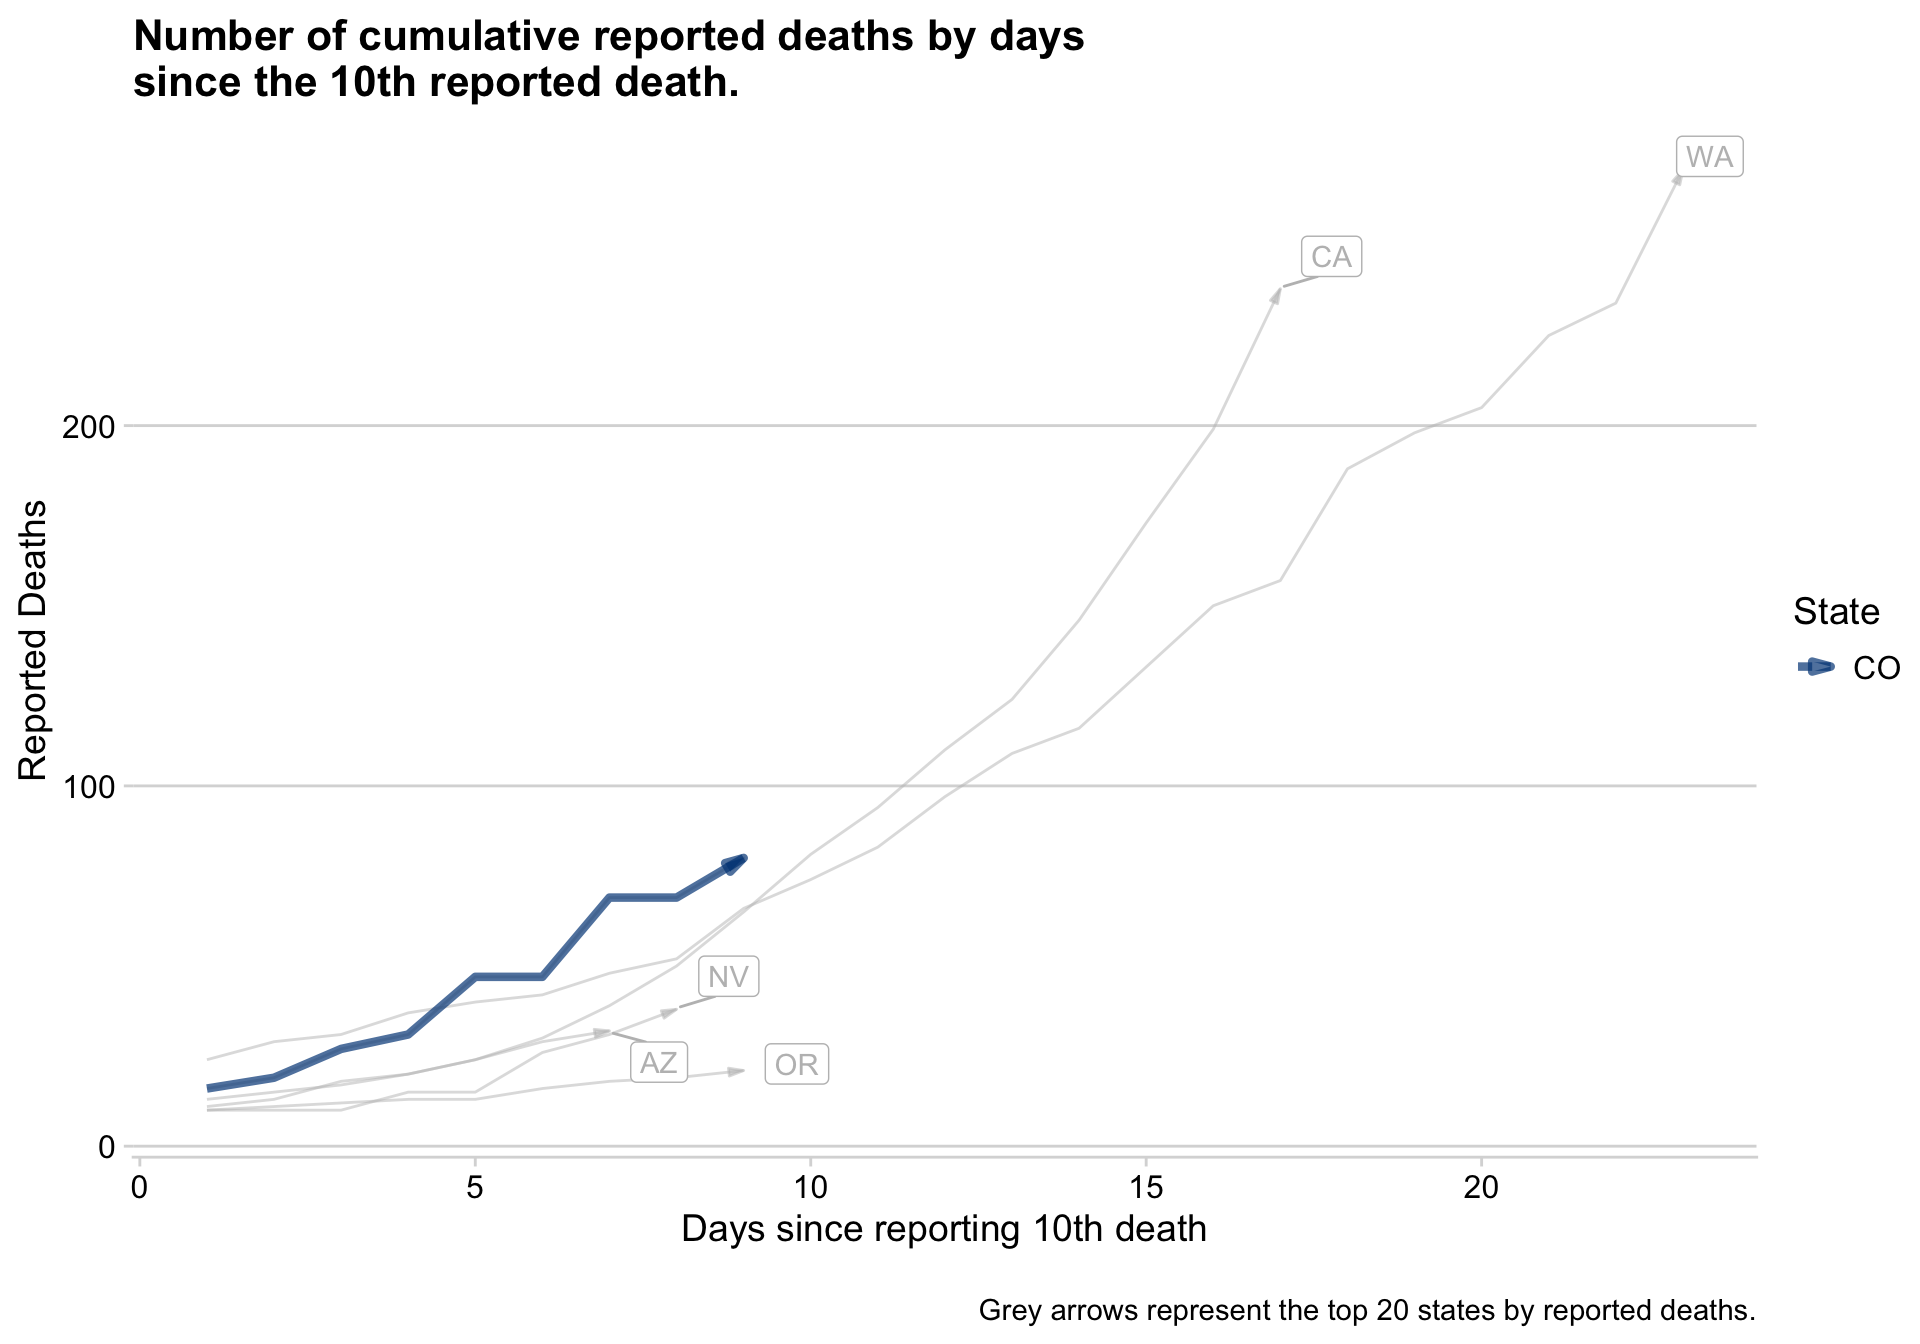 Number of cumulative reported deaths by days
since the 10th reported death.
WA
CA
200
Reported Deaths
State
CO
100
NV
AZ
OR
0
0 5 10 15 20
Days since reporting 10th death
Grey arrows represent the top 20 states by reported deaths.